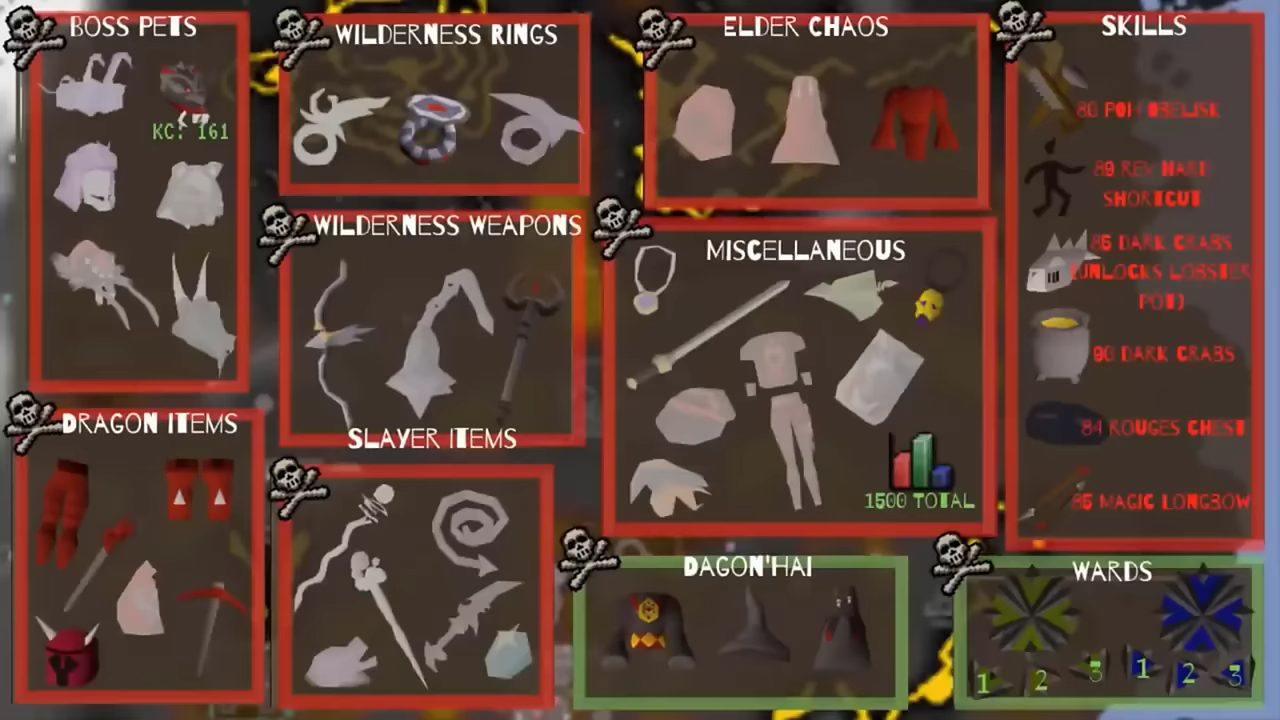 BOSS PETS
KC: 161
WILDERNESS RINGS
ELDER CHAOS
SKILLS
80 POH OBELISK
89 REV HARD
SHORTCUT
85 DARK CRABS
(UNLOCKS LOBSTER
POT)
90 DARK CRABS
84 ROUGES CHEST
85 MAGIC LONGBOW
WILDERNESS WEAPONS
MISCELLANEOUS
1500 TOTAL
DRAGON ITEMS
SLAYER ITEMS
DAGON'HAI
WARDS
1 2 3 1 2 3